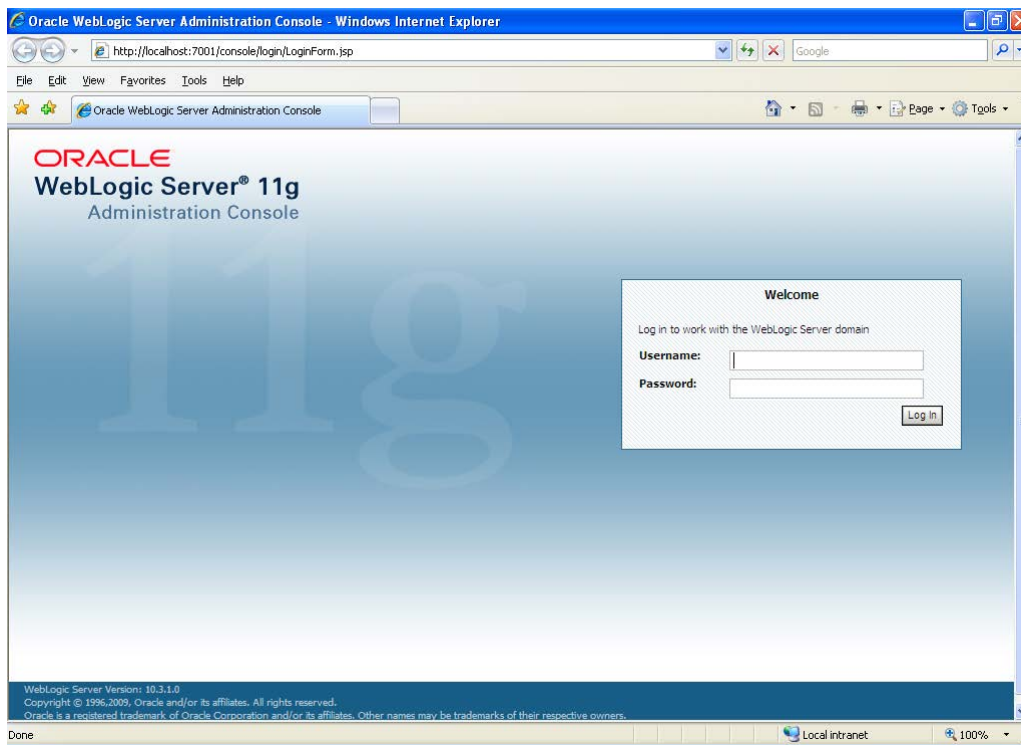 Oracle WebLogic Server Administration Console - Windows Internet Explorer
http://localhost:7001/console/login/LoginForm.jsp
Google
File Edit View Favorites Tools Help
Oracle WebLogic Server Administration Console
Page Tools
ORACLE
WebLogic Server® 11g
Administration Console
11g
Welcome
Log in to work with the WebLogic Server domain
Username:
Password:
Log In
WebLogic Server Version: 10.3.1.0
Copyright © 1996,2009, Oracle and/or its affiliates. All rights reserved.
Oracle is a registered trademark of Oracle Corporation and/or its affiliates. Other names may be trademarks of their respective owners.
Done Local intranet 100%